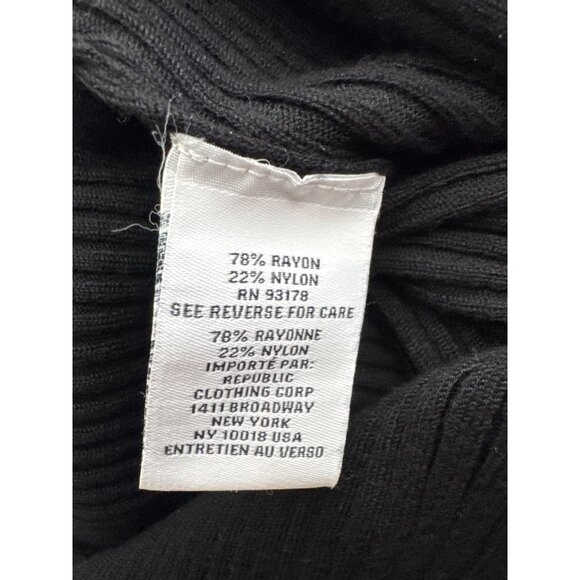 78% RAYON
22% NYLON
RN 93178
SEE REVERSE FOR CARE
78% RAYONNE
22% NYLON
IMPORTÉ PAR:
REPUBLIC
CLOTHING CORP
1411 BROADWAY
NEW YORK
NY 10018 USA
ENTRETIEN AU VERSO